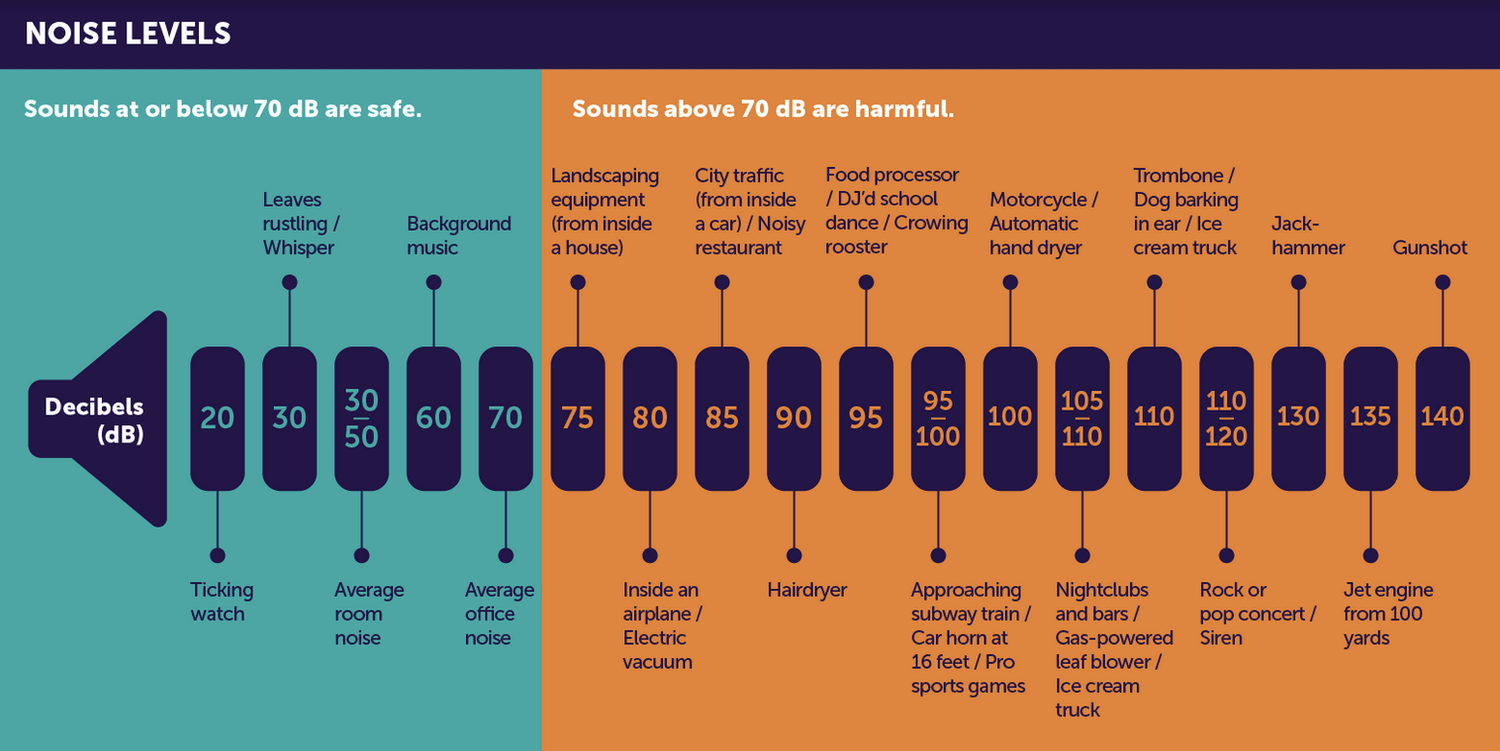 NOISE LEVELS
Sounds at or below 70 dB are safe.
Sounds above 70 dB are harmful.
Leaves
rustling /
Whisper
Background
music
Landscaping
equipment
(from inside
a house)
City traffic
(from inside
a car) / Noisy
restaurant
Food processor
/ DJ’d school
dance / Crowing
rooster
Motorcycle /
Automatic
hand dryer
Trombone /
Dog barking
in ear / Ice
cream truck
Jack-
hammer
Gunshot
Decibels
(dB)
20
30
30
50
60
70
75
80
85
90
95
95
100
100
105
110
110
110
120
130
135
140
Ticking
watch
Average
room
noise
Average
office
noise
Inside an
airplane /
Electric
vacuum
Hairdryer
Approaching
subway train /
Car horn at
16 feet / Pro
sports games
Nightclubs
and bars /
Gas-powered
leaf blower /
Ice cream
truck
Rock or
pop concert /
Siren
Jet engine
from 100
yards